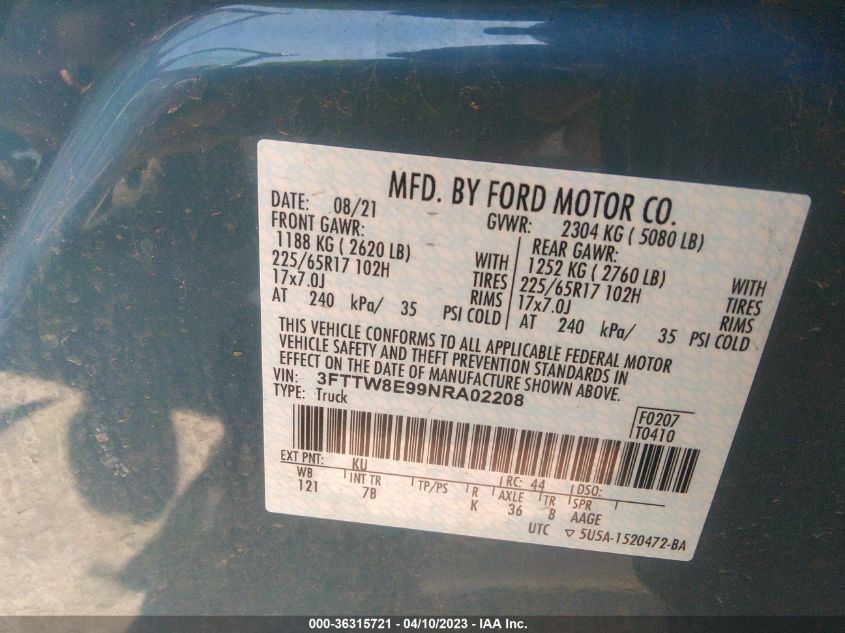 MFD. BY FORD MOTOR CO.
DATE: 08/21 GVWR: 2304 KG ( 5080 LB)
FRONT GAWR: REAR GAWR:
1188 KG ( 2620 LB) WITH 1252 KG ( 2760 LB) WITH
225/65R17 102H TIRES 225/65R17 102H TIRES
17x7.0J RIMS 17x7.0J RIMS
AT 240 kPa/ 35 PSI COLD AT 240 kPa/ 35 PSI COLD
THIS VEHICLE CONFORMS TO ALL APPLICABLE FEDERAL MOTOR
VEHICLE SAFETY AND THEFT PREVENTION STANDARDS IN
EFFECT ON THE DATE OF MANUFACTURE SHOWN ABOVE.
VIN: 3FTTW8E99NRA02208
TYPE: Truck F0207
T0410
EXT PNT: KU RC: 44 DSO:
WB INT TR TP/PS R AXLE TR SPR
121 7B K 36 8 AAGE
UTC ▽ 5U5A-1520472-BA
000-36315721 - 04/10/2023 - IAA Inc.